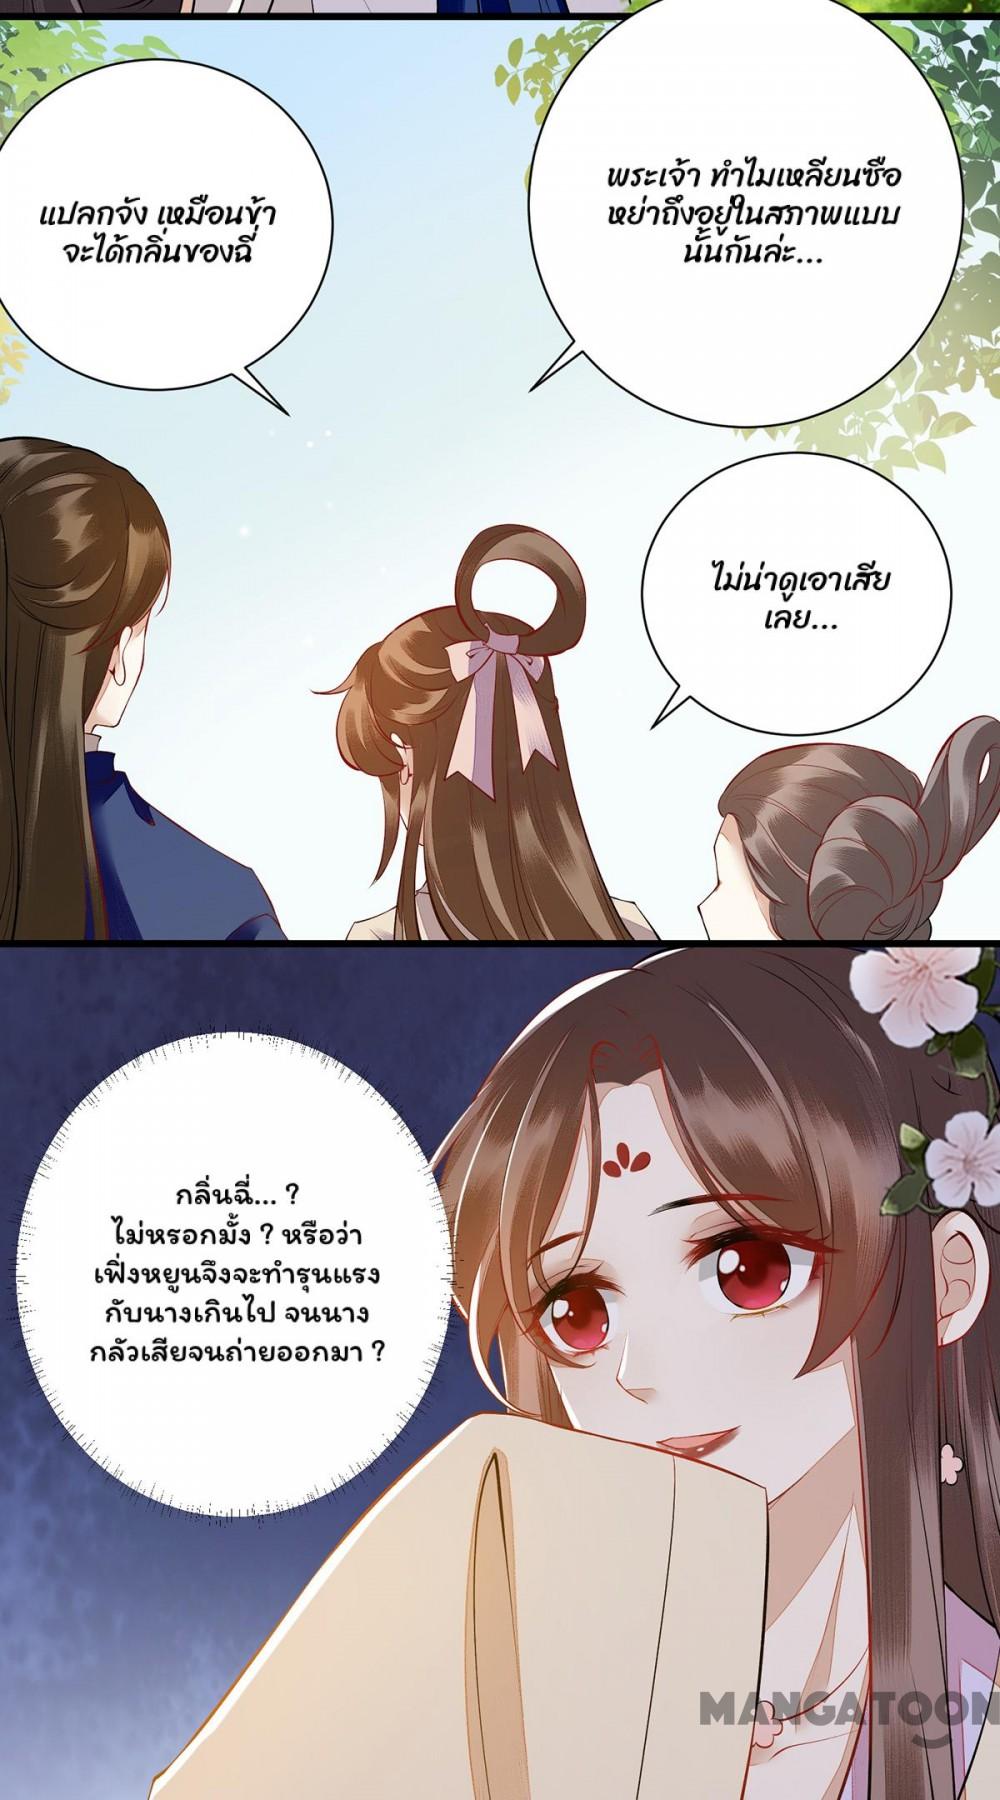 แปลกจัง เหมือนข้า
จะได้กลิ่นของฉี่
พระเจ้า ทำไมเหลียนซือ
หย่าถึงอยู่ในสภาพแบบ
นั้นกันล่ะ...
ไม่น่าดูเอาเสีย
เลย...
กลิ่นฉี่... ?
ไม่หรอกมั้ง ? หรือว่า
เฟิ่งหยูนจึงจะทำรุนแรง
กับนางเกินไป จนนาง
กลัวเสียจนถ่ายออกมา ?
MANGATOON